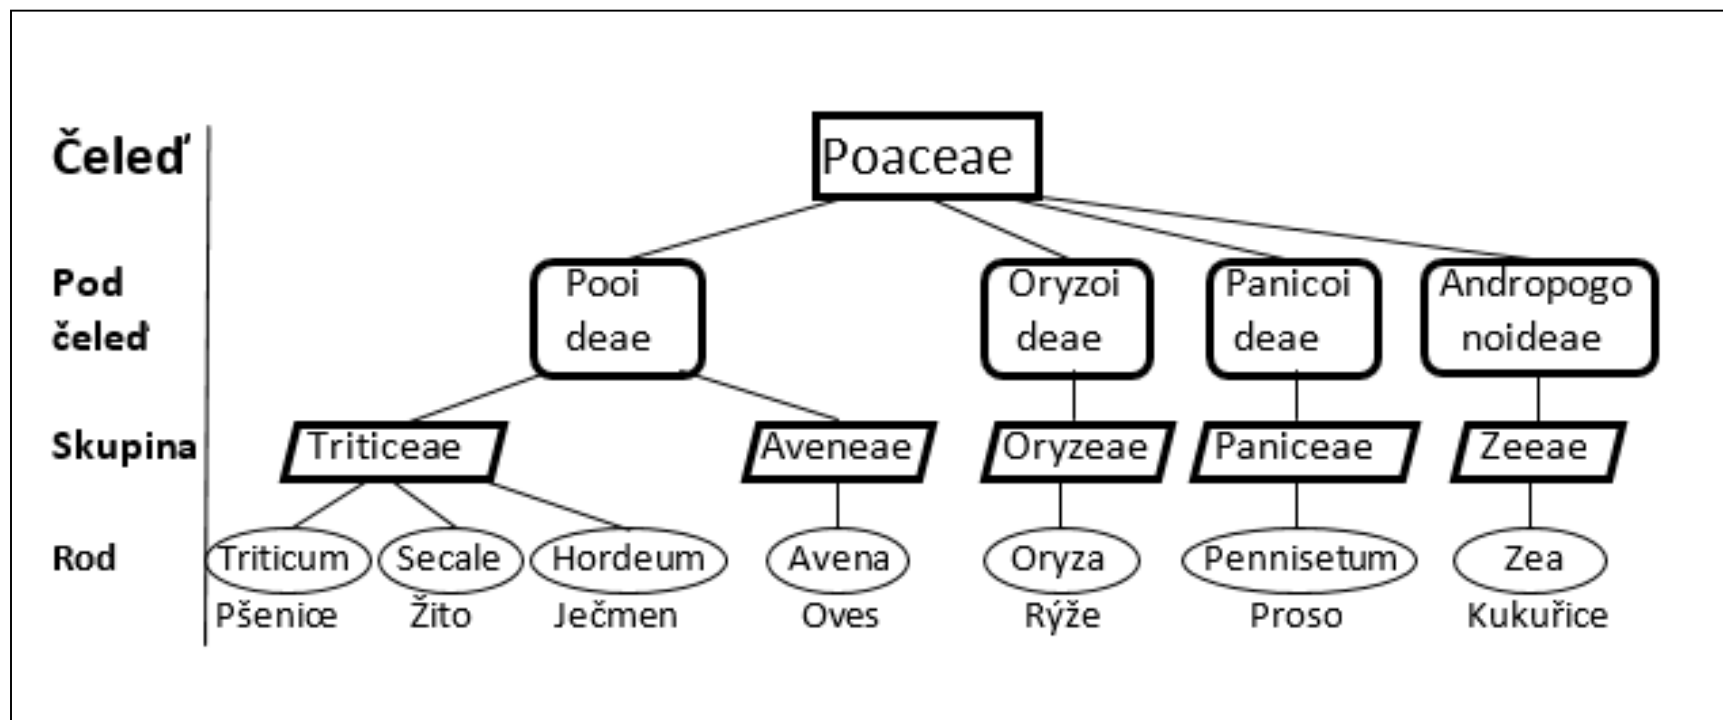 Čeleď
Poaceae
Pod
čeleď
Pooi
deae
Oryzoi
deae
Panicoi
deae
Andropogo
noideae
Skupina
Triticeae
Aveneae
Oryzeae
Paniceae
Zeeae
Rod
Triticum
Secale
Hordeum
Avena
Oryza
Pennisetum
Zea
Pšenice
Žito
Ječmen
Oves
Rýže
Proso
Kukuřice